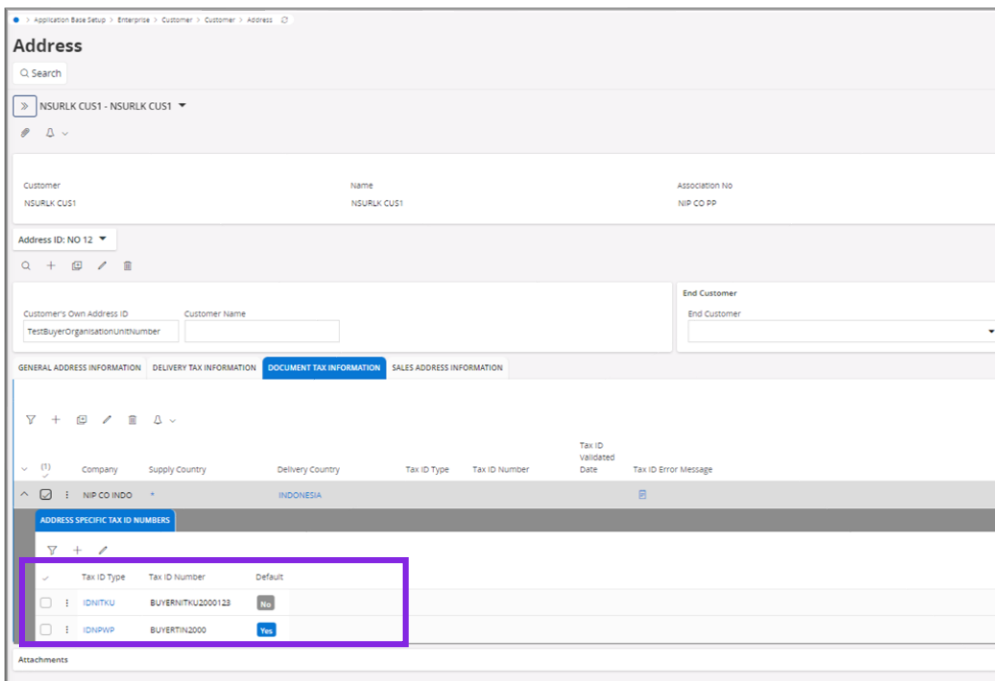 > Application Base Setup > Enterprise > Customer > Customer > Address
Address
Search
NSURLK CUS1 - NSURLK CUS1
Customer Name Association No
NSURLK CUS1 NSURLK CUS1 NIP CO PP
Address ID: NO 12
End Customer
Customer's Own Address ID Customer Name End Customer
TestBuyerOrganisationUnitNumber
GENERAL ADDRESS INFORMATION DELIVERY TAX INFORMATION DOCUMENT TAX INFORMATION SALES ADDRESS INFORMATION
(1) Company Supply Country Delivery Country Tax ID Type Tax ID Number Tax ID Validated Date Tax ID Error Message
NIP CO INDO * INDONESIA
ADDRESS SPECIFIC TAX ID NUMBERS
Tax ID Type Tax ID Number Default
IDNITKU BUYERNITKU2000123 No
IDNPWP BUYERTIN2000 Yes
Attachments